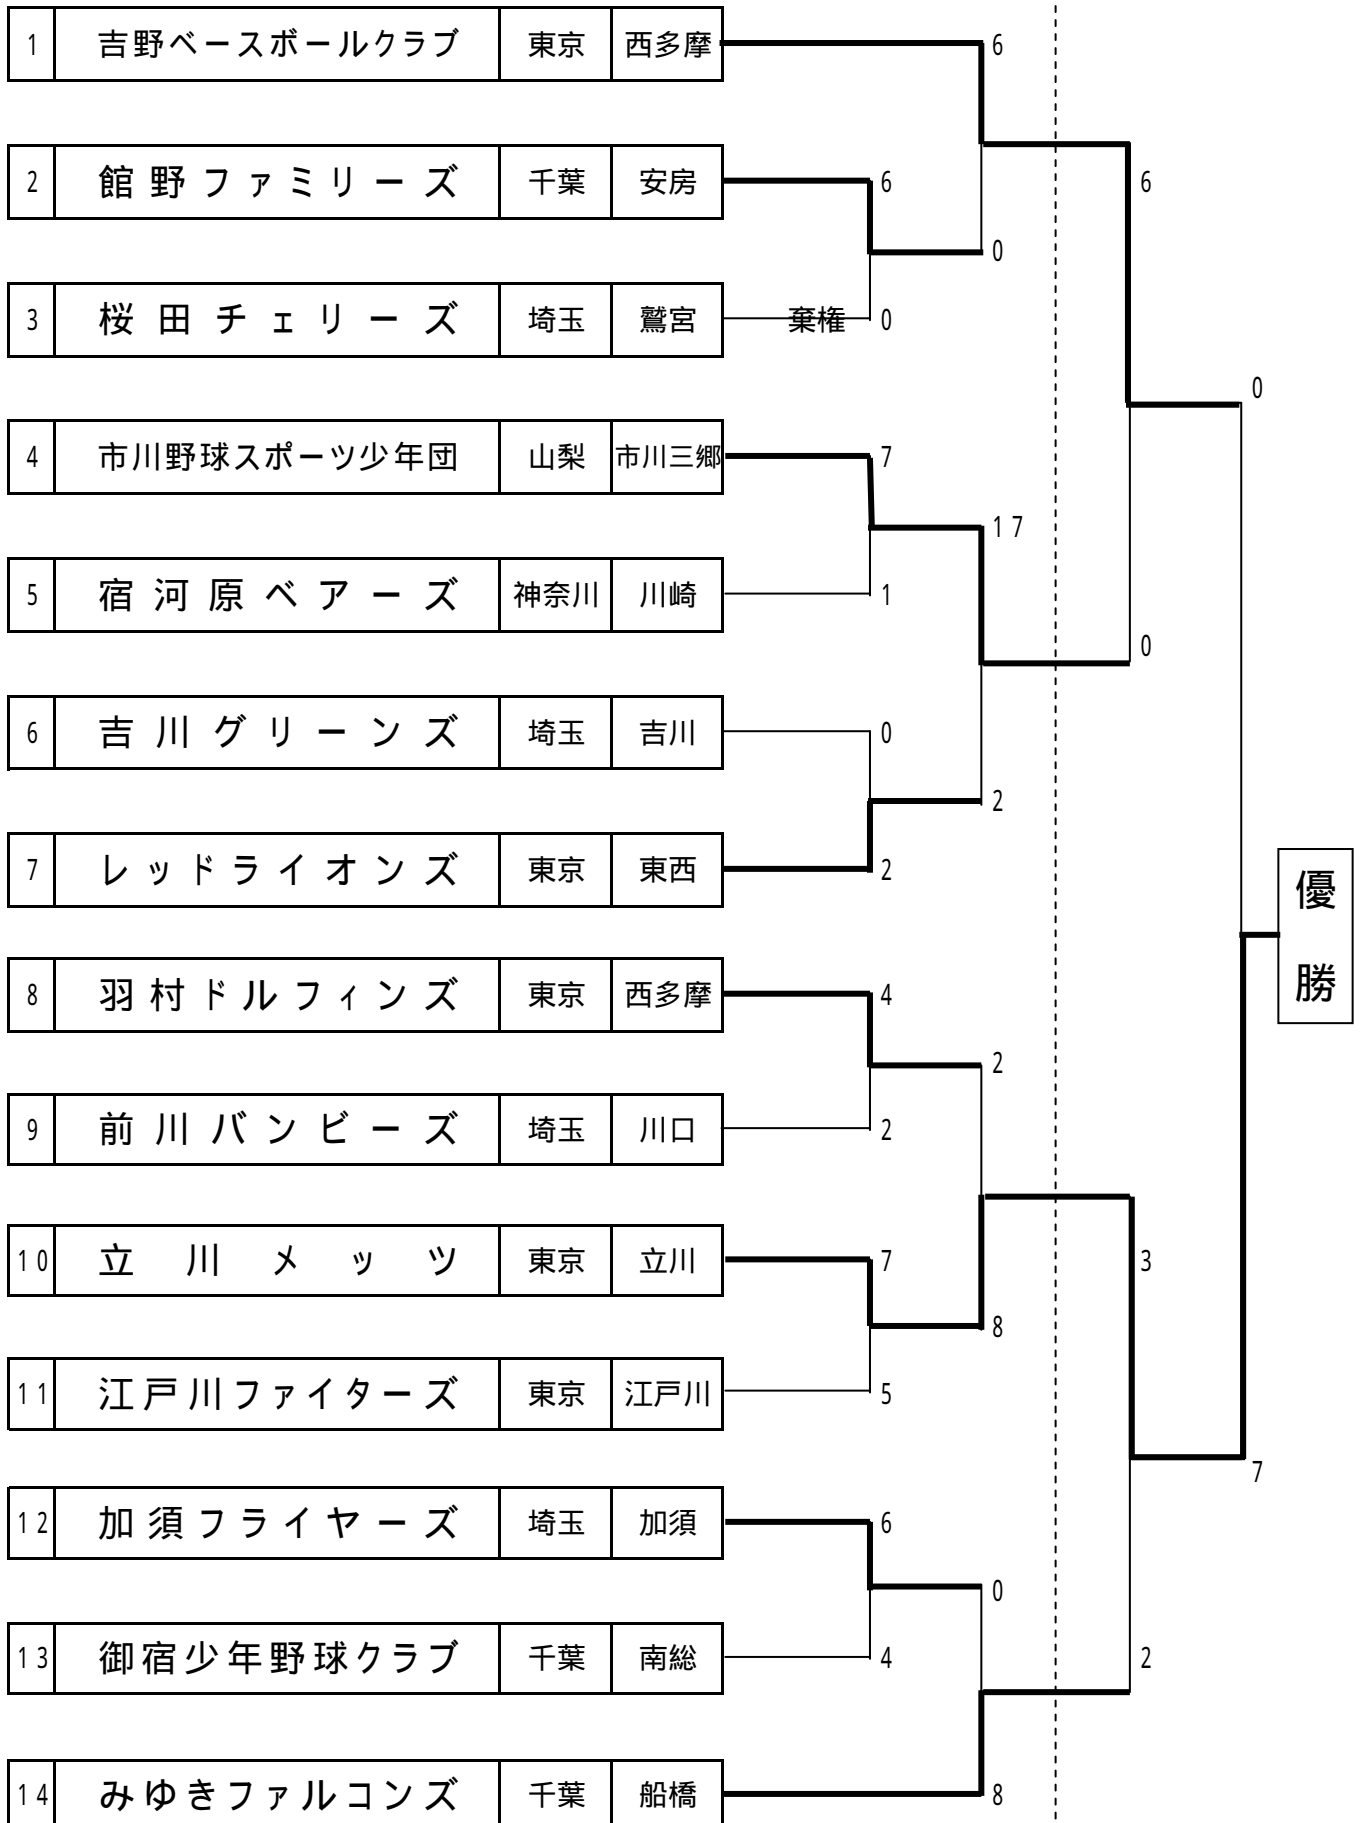 1 吉野ベースボールクラブ 東京 西多摩 6
2 館野ファミリーズ 千葉 安房 6
6
0
3 桜田チェリーズ 埼玉 鷲宮 棄権 0
0
4 市川野球スポーツ少年団 山梨 市川三郷 7
17
5 宿河原ベアーズ 神奈川 川崎 1
0
6 吉川グリーンズ 埼玉 吉川 0
2
7 レッドライオンズ 東京 東西 2
優
勝
8 羽村ドルフィンズ 東京 西多摩 4
2
9 前川バンビーズ 埼玉 川口 2
10 立川メッツ 東京 立川 7
3
8
11 江戸川ファイターズ 東京 江戸川 5
7
12 加須フライヤーズ 埼玉 加須 6
0
13 御宿少年野球クラブ 千葉 南総 4
2
14 みゆきファルコンズ 千葉 船橋 8